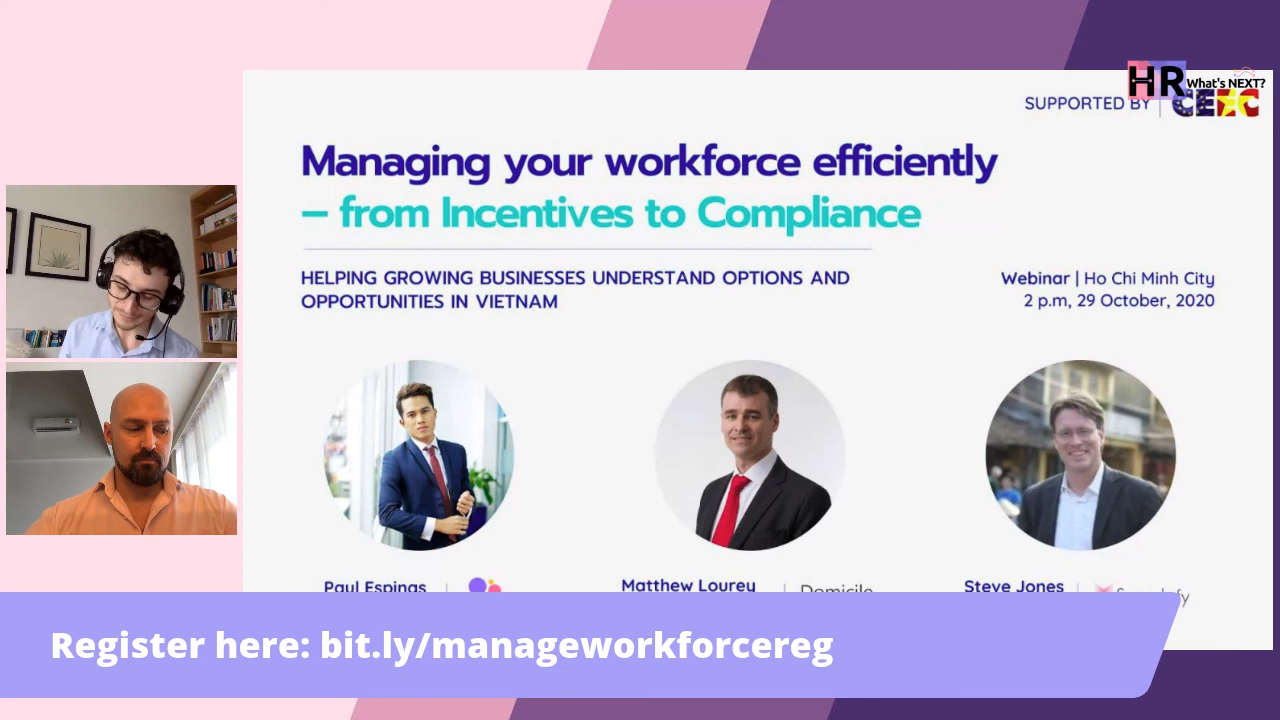 HR What's NEXT?
SUPPORTED BY
Managing your workforce efficiently
– from Incentives to Compliance
HELPING GROWING BUSINESSES UNDERSTAND OPTIONS AND
OPPORTUNITIES IN VIETNAM
Webinar | Ho Chi Minh City
2 p.m, 29 October, 2020
Paul Espinas
Matthew Lourey
Domicile
Steve Jones
Register here: bit.ly/manageworkforcereg